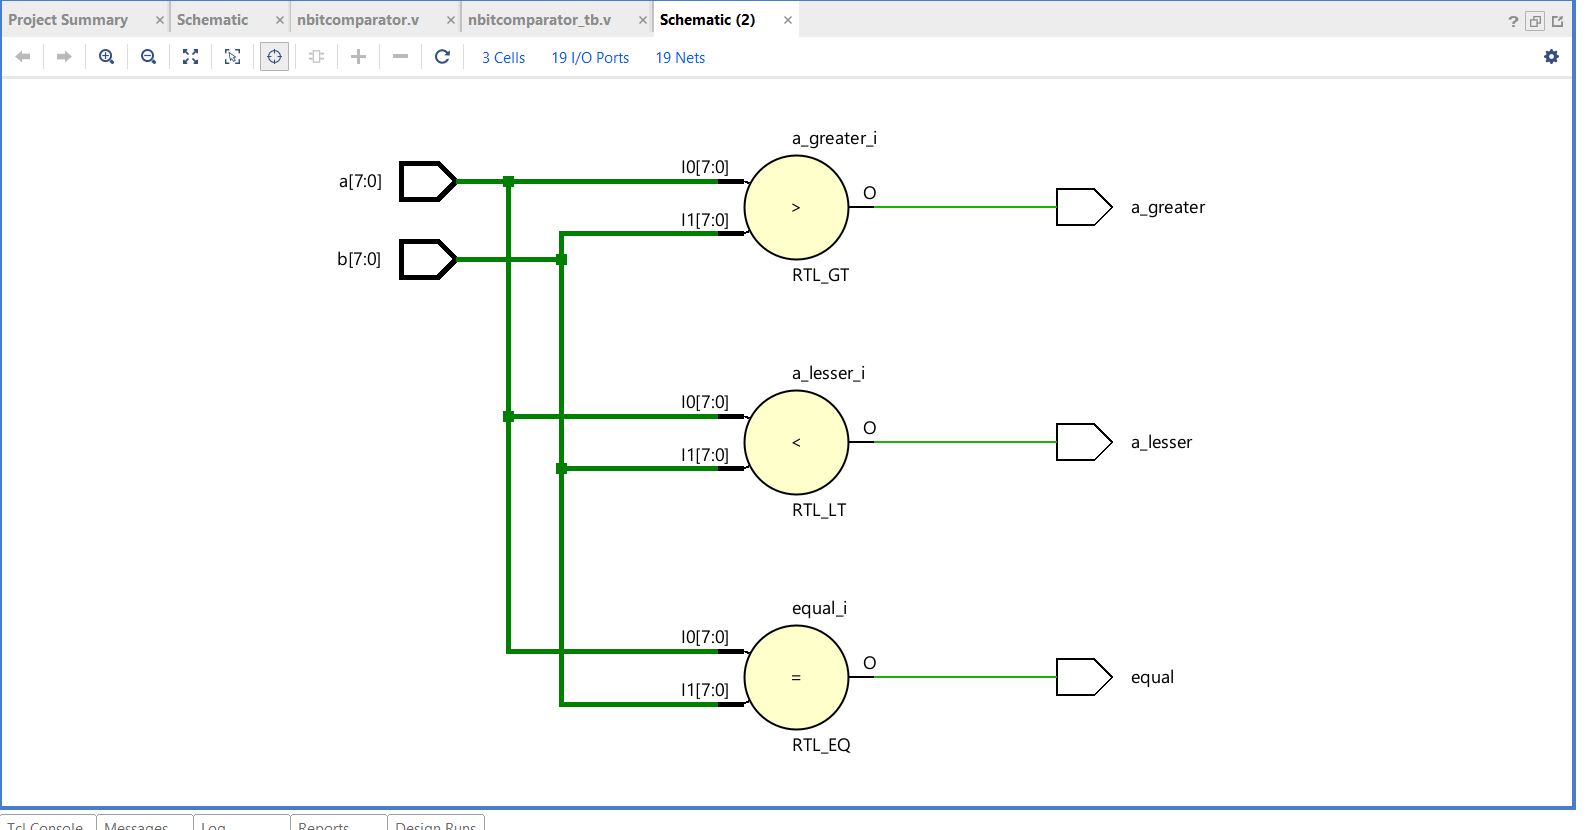 Project Summary × Schematic × nbitcomparator.v × nbitcomparator_tb.v × Schematic (2) × ?
3 Cells 19 I/O Ports 19 Nets
a_greater_i
I0[7:0]
a[7:0]
O
> a_greater
I1[7:0]
b[7:0]
RTL_GT
a_lesser_i
I0[7:0]
O
< a_lesser
I1[7:0]
RTL_LT
equal_i
I0[7:0]
O
= equal
I1[7:0]
RTL_EQ
Tcl Console Messages Log Reports Design Runs